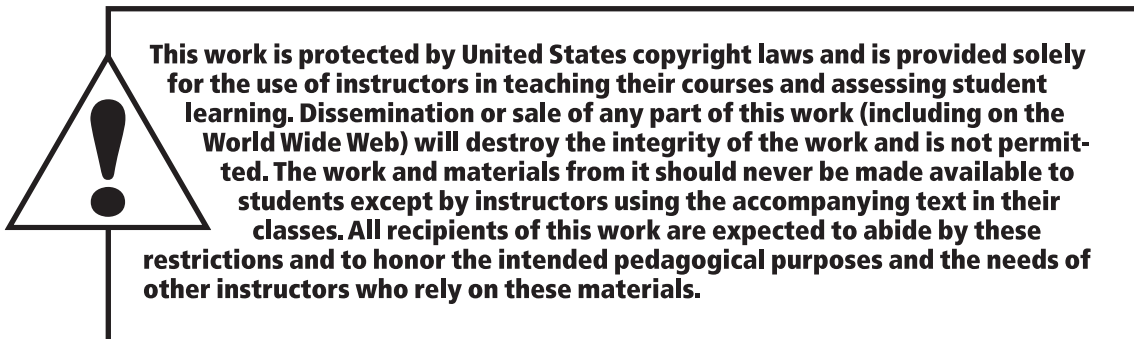 This work is protected by United States copyright laws and is provided solely
for the use of instructors in teaching their courses and assessing student
learning. Dissemination or sale of any part of this work (including on the
World Wide Web) will destroy the integrity of the work and is not permit-
ted. The work and materials from it should never be made available to
students except by instructors using the accompanying text in their
classes. All recipients of this work are expected to abide by these
restrictions and to honor the intended pedagogical purposes and the needs of
other instructors who rely on these materials.